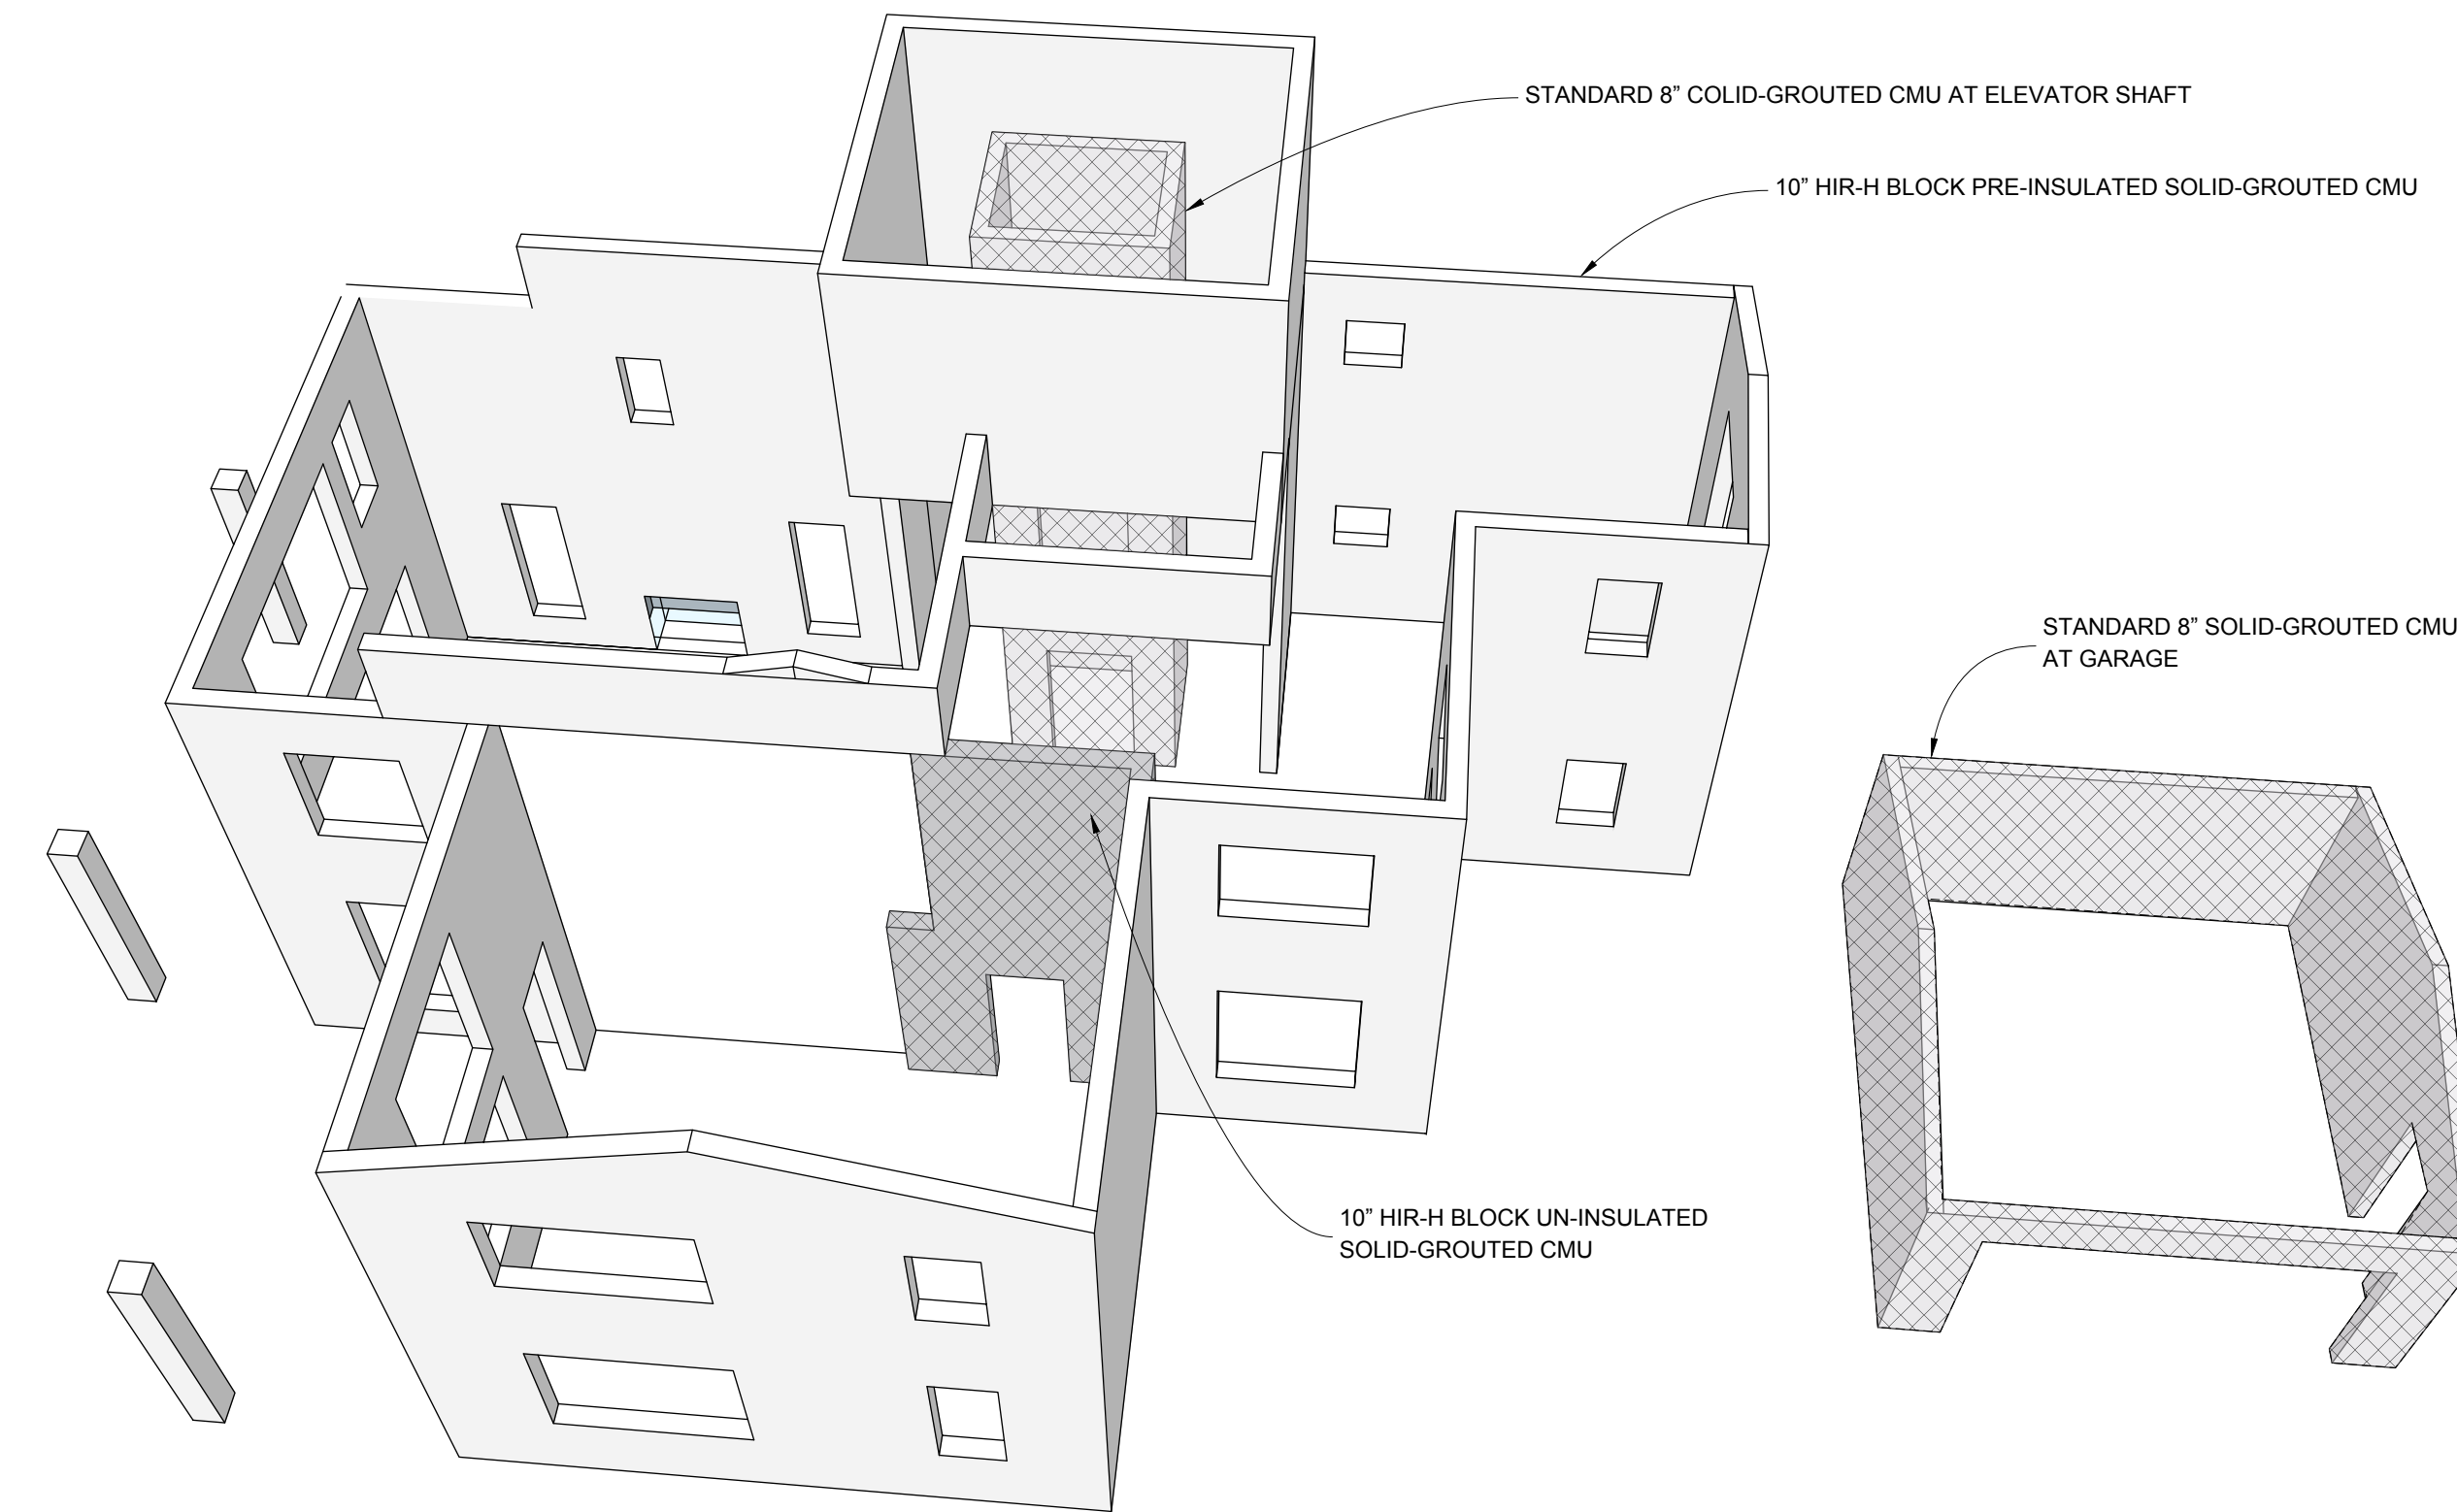 STANDARD 8” COLID-GROUTED CMU AT ELEVATOR SHAFT
10” HIR-H BLOCK PRE-INSULATED SOLID-GROUTED CMU
STANDARD 8” SOLID-GROUTED CMU
AT GARAGE
10” HIR-H BLOCK UN-INSULATED
SOLID-GROUTED CMU